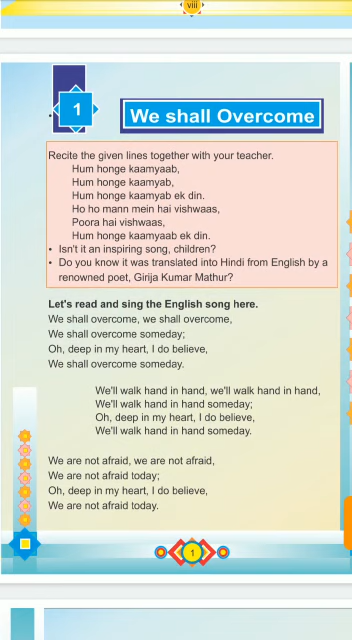 viii
1
We shall Overcome
Recite the given lines together with your teacher.
Hum honge kaamyaab,
Hum honge kaamyab,
Hum honge kaamyab ek din.
Ho ho mann mein hai vishwaas,
Poora hai vishwaas,
Hum honge kaamyaab ek din.
• Isn't it an inspiring song, children?
• Do you know it was translated into Hindi from English by a
renowned poet, Girija Kumar Mathur?
Let's read and sing the English song here.
We shall overcome, we shall overcome,
We shall overcome someday;
Oh, deep in my heart, I do believe,
We shall overcome someday.
We'll walk hand in hand, we'll walk hand in hand,
We'll walk hand in hand someday;
Oh, deep in my heart, I do believe,
We'll walk hand in hand someday.
We are not afraid, we are not afraid,
We are not afraid today;
Oh, deep in my heart, I do believe,
We are not afraid today.
1